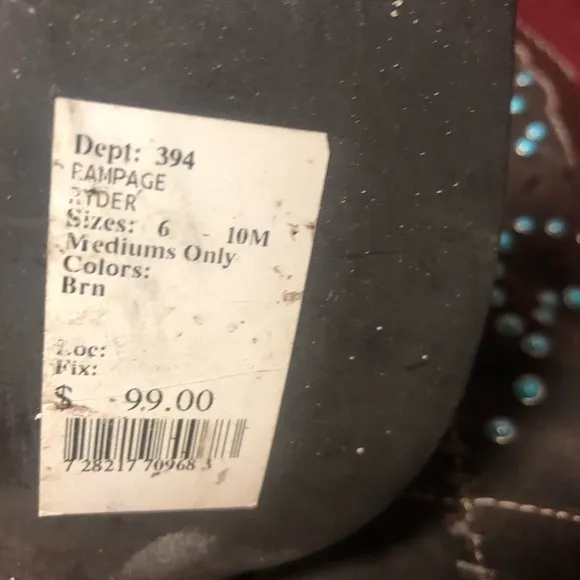 Dept: 394
RAMPAGE
RYDER
Sizes: 6 - 10M
Mediums Only
Colors:
Brn
Loc:
Fix:
$ 99.00
7 28217 70968 3